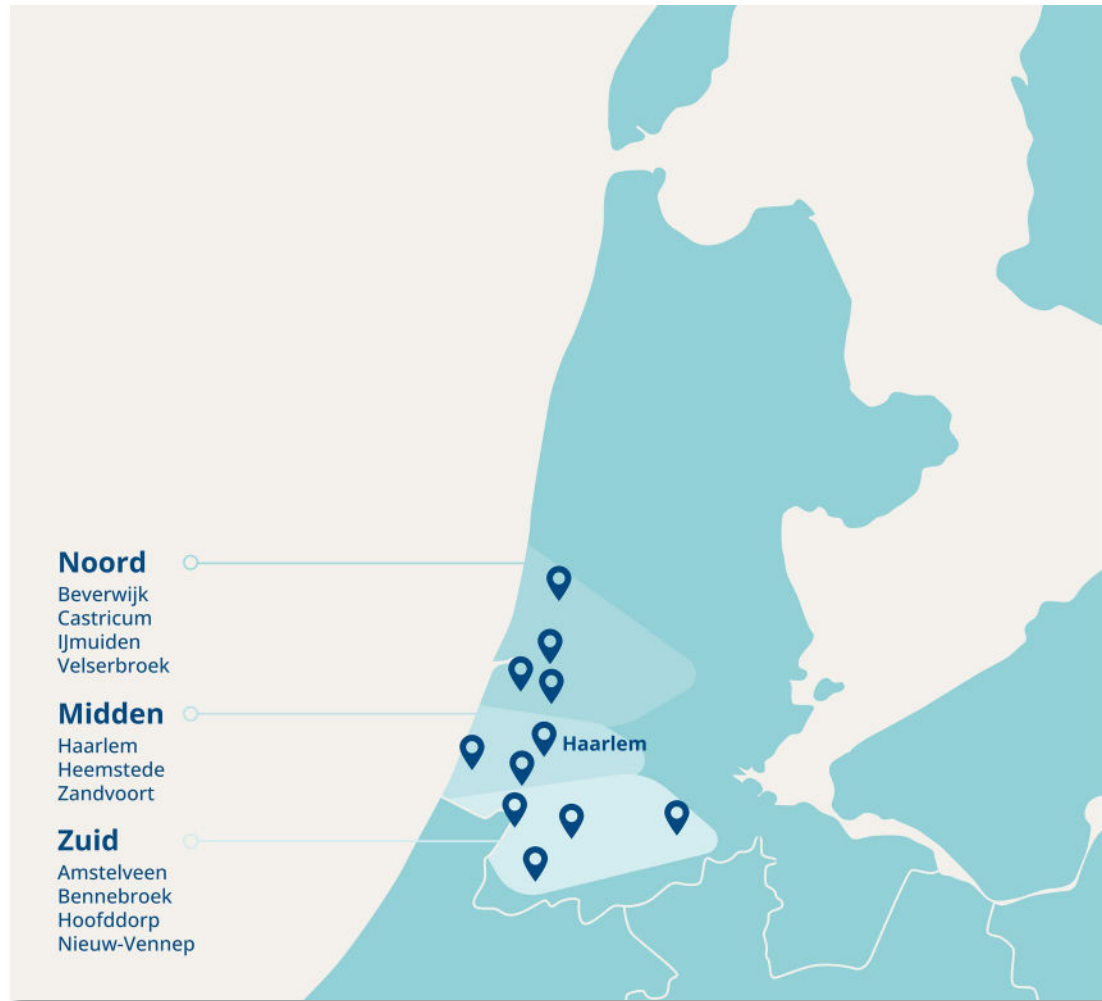 Noord
Beverwijk
Castricum
IJmuiden
Velserbroek
Midden
Haarlem
Heemstede
Zandvoort
Haarlem
Zuid
Amstelveen
Bennebroek
Hoofddorp
Nieuw-Vennep